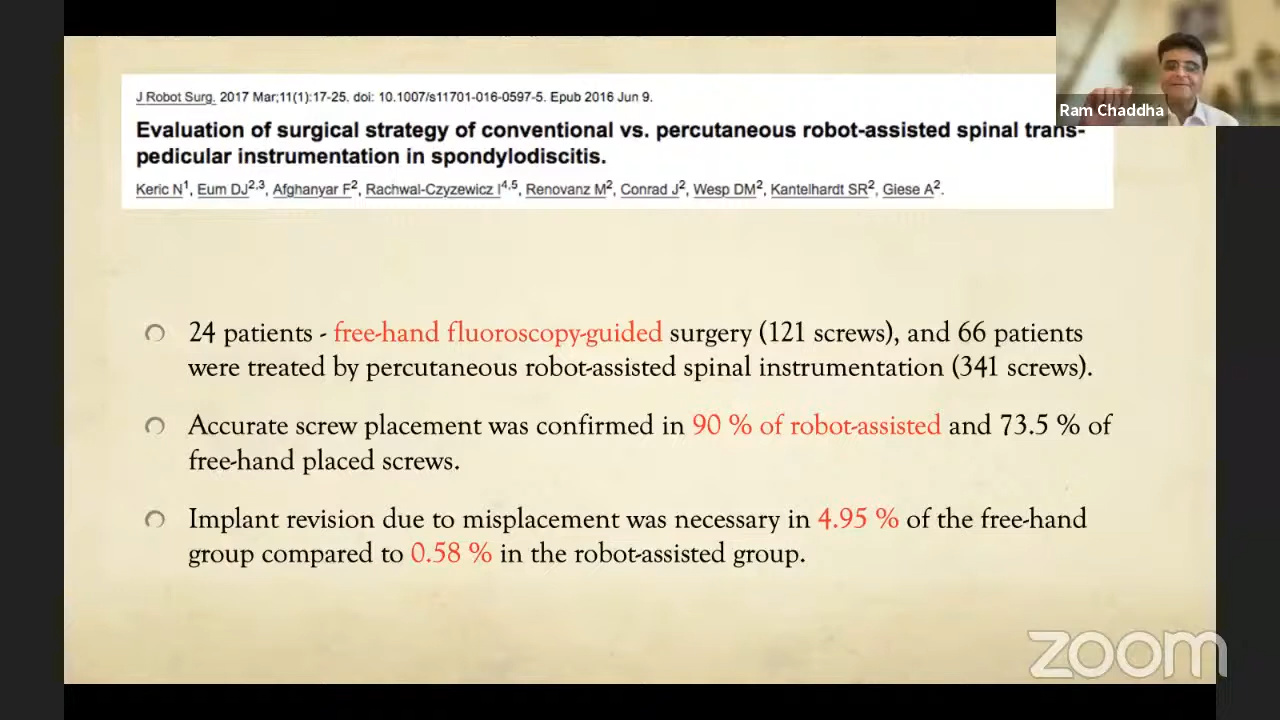 J Robot Surg. 2017 Mar;11(1):17-25. doi: 10.1007/s11701-016-0597-5. Epub 2016 Jun 9.
Evaluation of surgical strategy of conventional vs. percutaneous robot-assisted spinal trans-
pedicular instrumentation in spondylodiscitis.
Keric N1, Eum DJ2,3, Afghanyar F2, Rachwal-Czyzewicz I4,5, Renovanz M2, Conrad J2, Wesp DM2, Kantelhardt SR2, Giese A2.
Ram Chaddha
24 patients - free-hand fluoroscopy-guided surgery (121 screws), and 66 patients
were treated by percutaneous robot-assisted spinal instrumentation (341 screws).
Accurate screw placement was confirmed in 90 % of robot-assisted and 73.5 % of
free-hand placed screws.
Implant revision due to misplacement was necessary in 4.95 % of the free-hand
group compared to 0.58 % in the robot-assisted group.
zoom